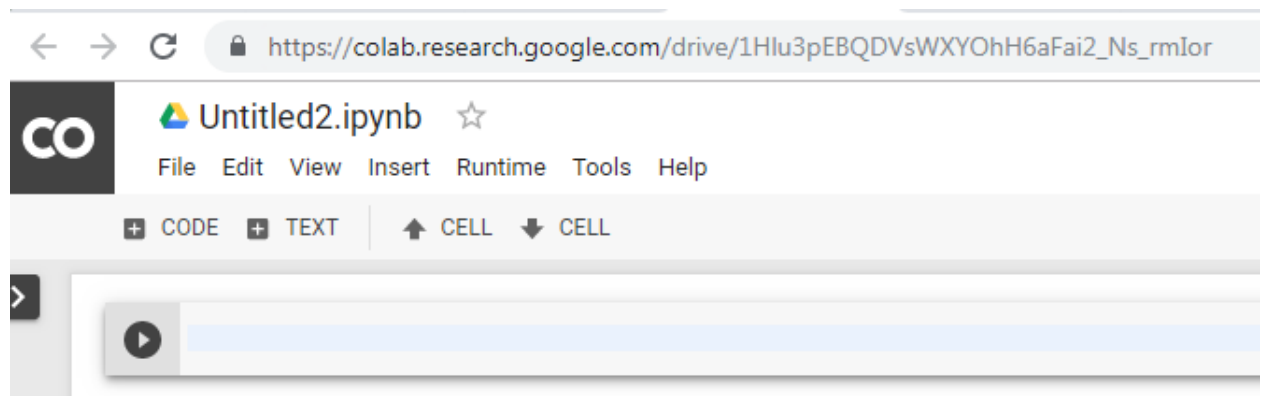 https://colab.research.google.com/drive/1HIu3pEBQDVsWXYOhH6aFai2_Ns_rmIor
CO
Untitled2.ipynb
File Edit View Insert Runtime Tools Help
CODE TEXT CELL CELL